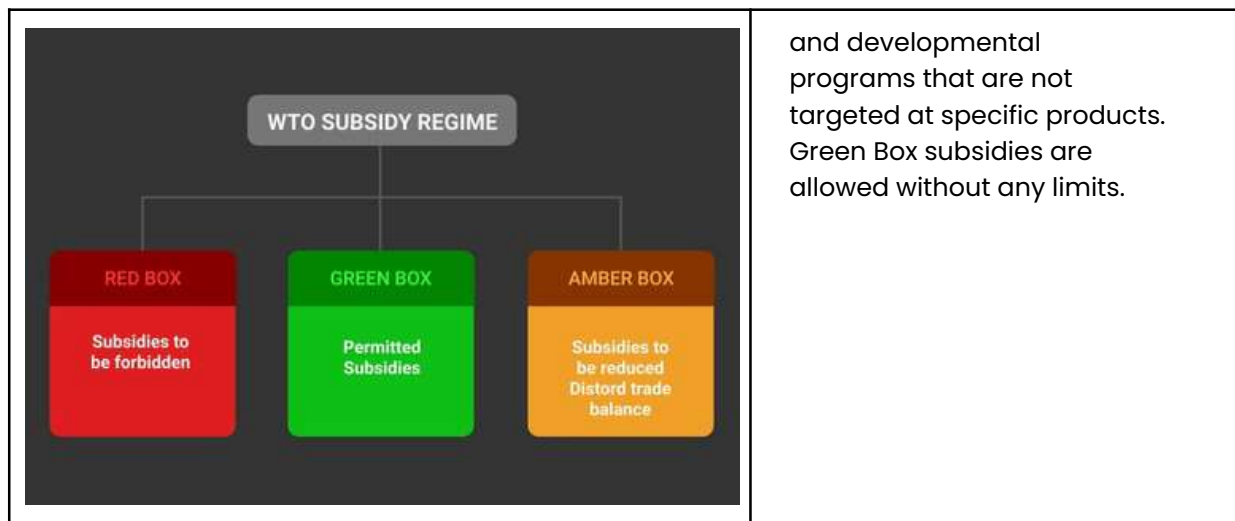 WTO SUBSIDY REGIME
RED BOX
Subsidies to
be forbidden
GREEN BOX
Permitted
Subsidies
AMBER BOX
Subsidies to
be reduced
Distord trade
balance
and developmental
programs that are not
targeted at specific products.
Green Box subsidies are
allowed without any limits.